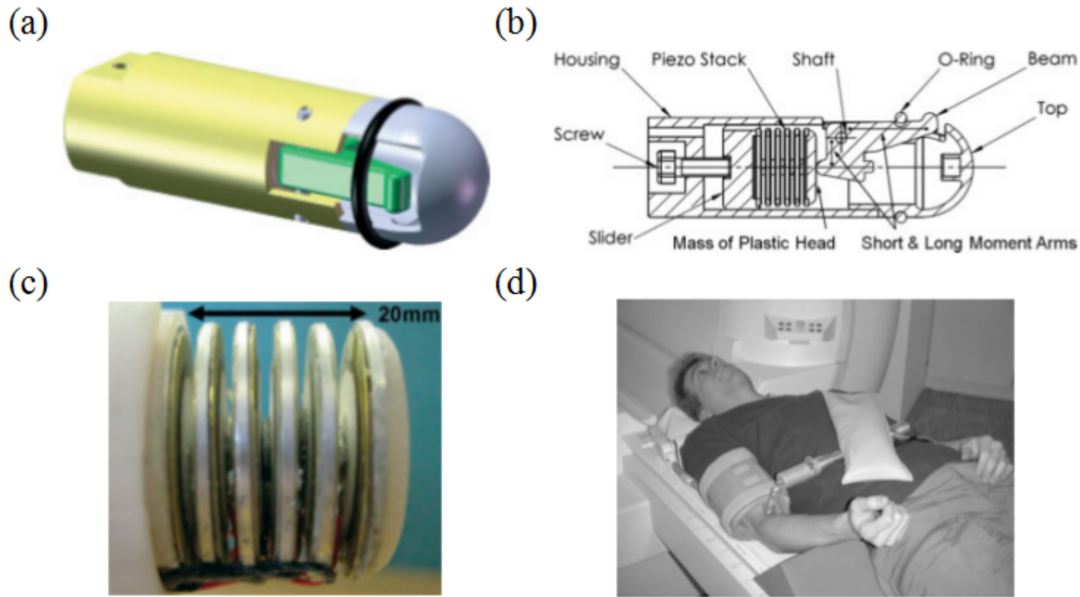 (a)
(b)
Housing
Piezo Stack
Shaft
O-Ring
Beam
Screw
Top
Slider
Mass of Plastic Head
Short & Long Moment Arms
(c)
20mm
(d)